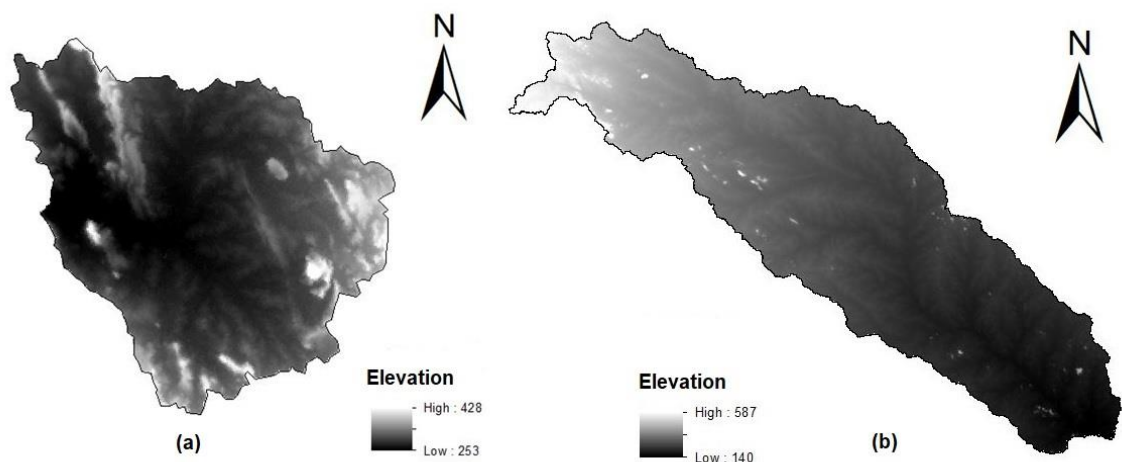 N
N
Elevation
High : 428
Low : 253
(a)
Elevation
High : 587
Low : 140
(b)